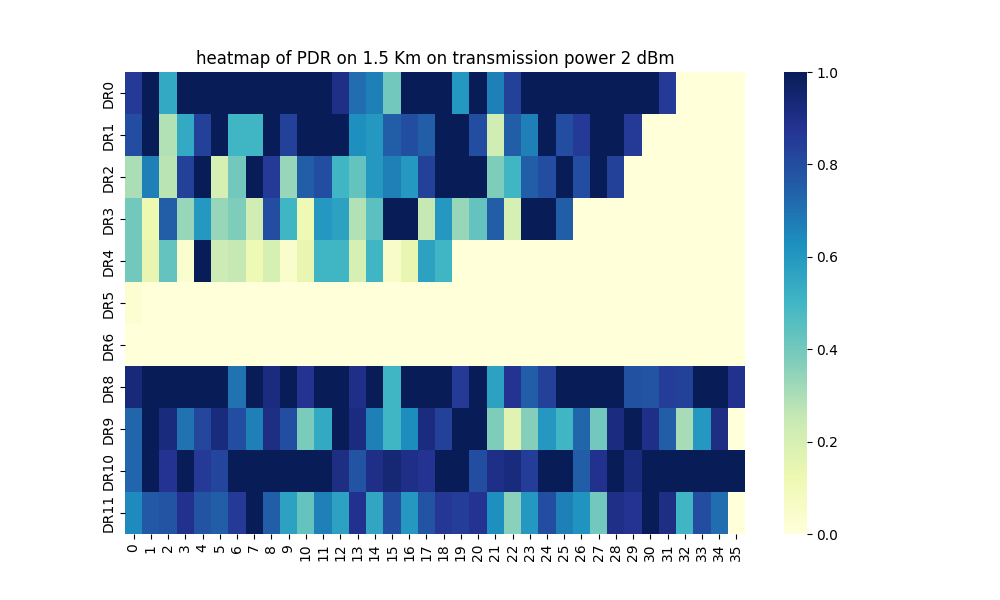 heatmap of PDR on 1.5 Km on transmission power 2 dBm
DR0
DR1
DR2
DR3
DR4
DR5
DR6
DR8
DR9
DR10
DR11
0 1 2 3 4 5 6 7 8 9 10 11 12 13 14 15 16 17 18 19 20 21 22 23 24 25 26 27 28 29 30 31 32 33 34 35
1.0
0.8
0.6
0.4
0.2
0.0